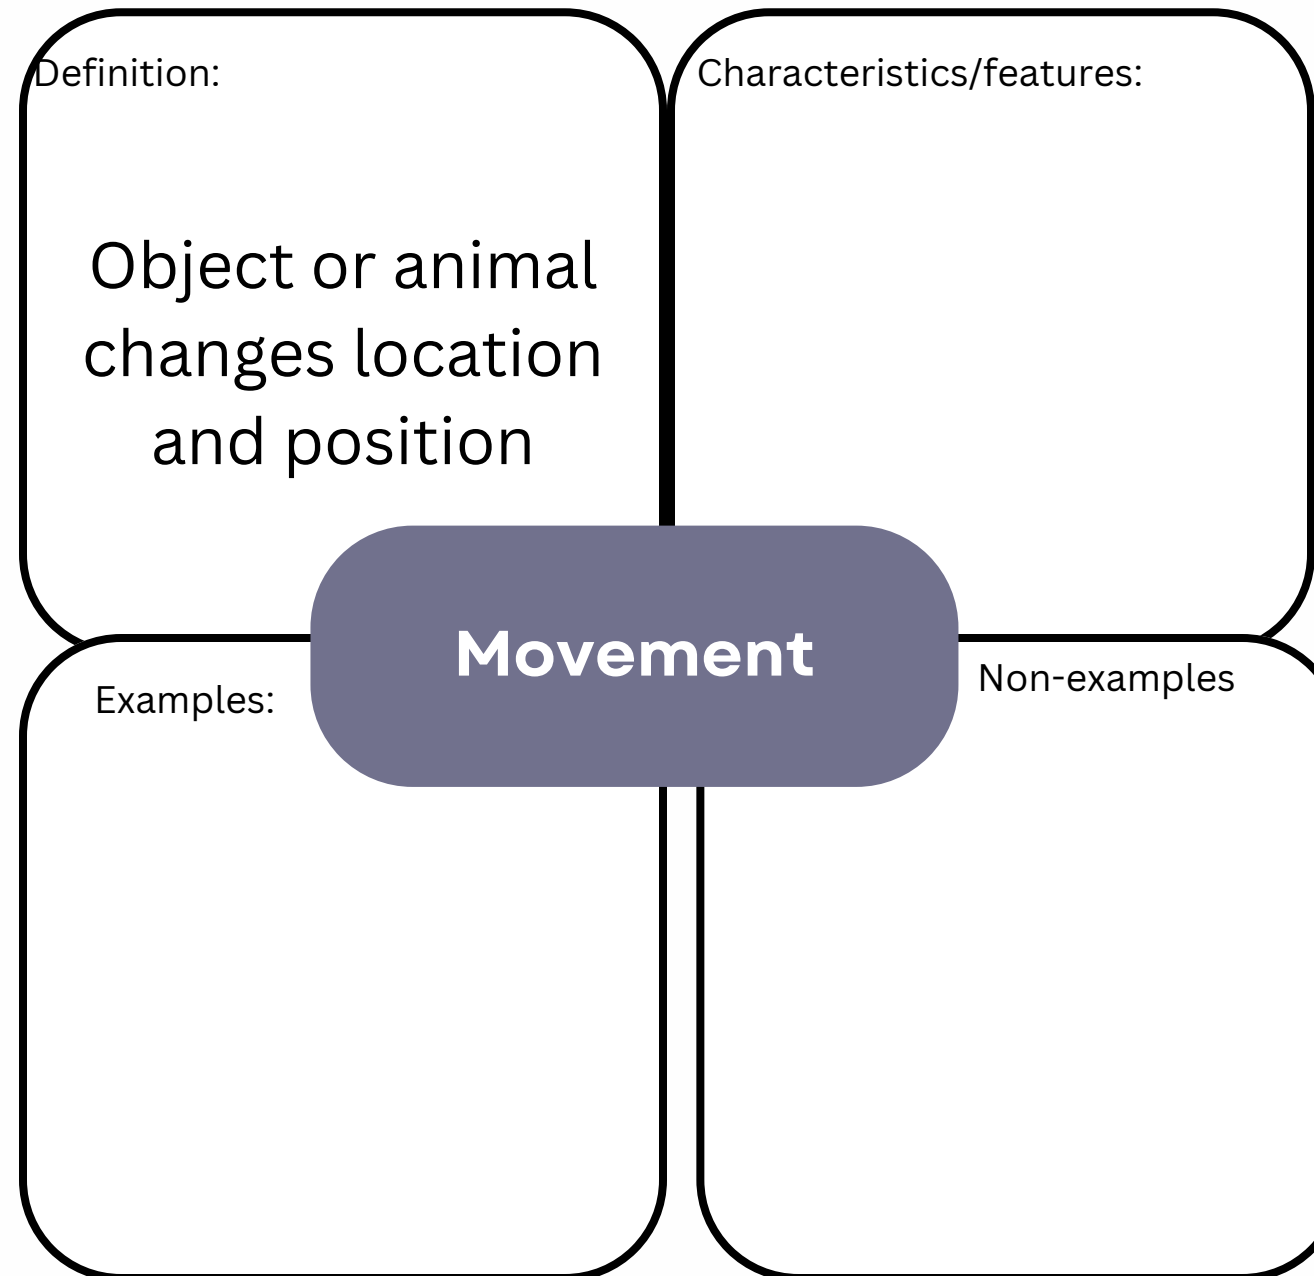 Definition:
Object or animal
changes location
and position
Characteristics/features:
Movement
Examples:
Non-examples